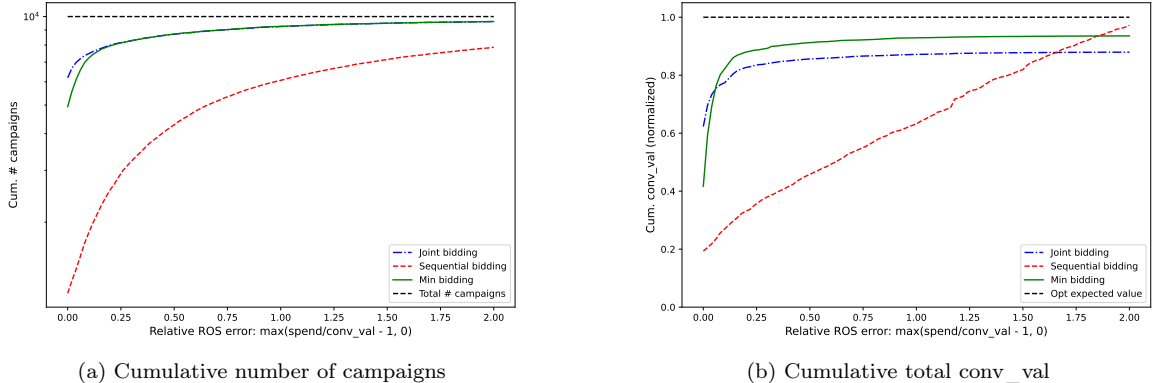 10⁴
Cum. # campaigns
Joint bidding
Sequential bidding
Min bidding
Total # campaigns
0.00 0.25 0.50 0.75 1.00 1.25 1.50 1.75 2.00
Relative ROS error: max(spend/conv_val - 1, 0)
(a) Cumulative number of campaigns
1.0
0.8
0.6
0.4
0.2
0.0
Cum. conv_val (normalized)
Joint bidding
Sequential bidding
Min bidding
Opt expected value
0.00 0.25 0.50 0.75 1.00 1.25 1.50 1.75 2.00
Relative ROS error: max(spend/conv_val - 1, 0)
(b) Cumulative total conv_val